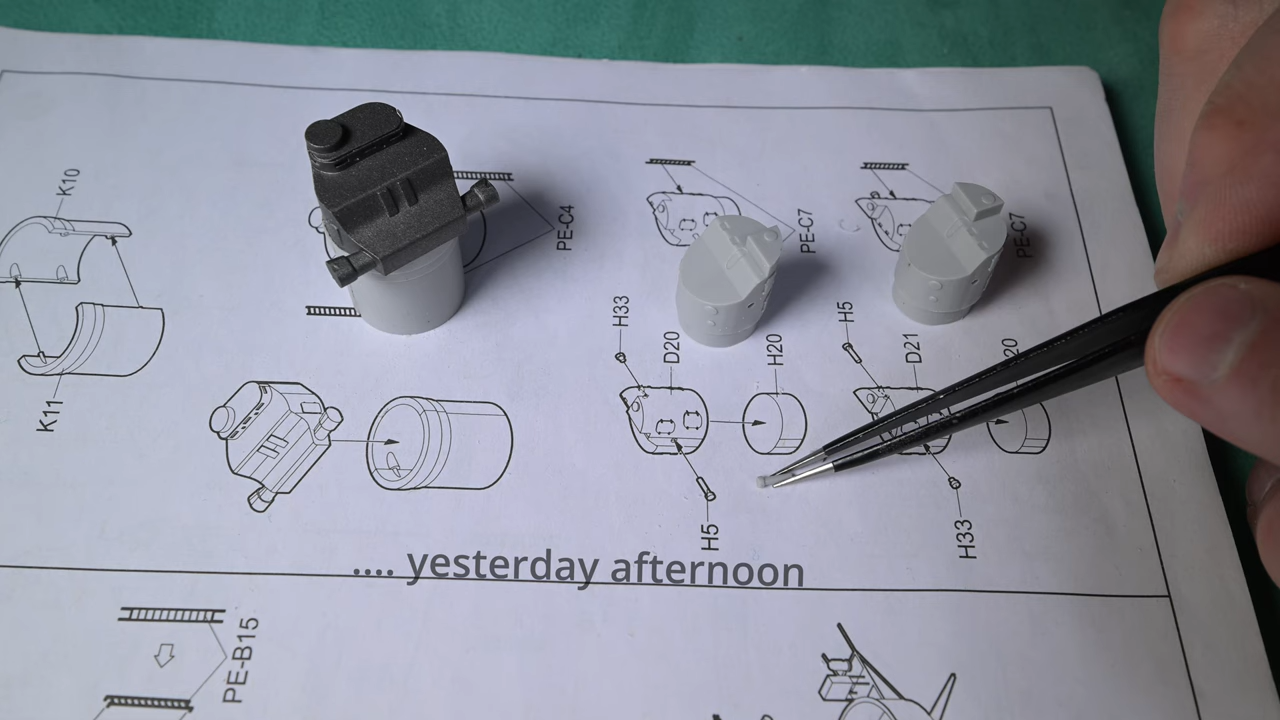 K10
PE-C4
PE-C7
PE-C7
H33
D20
H20
H5
D21
20
K11
H5
H33
.... yesterday afternoon
PE-B15